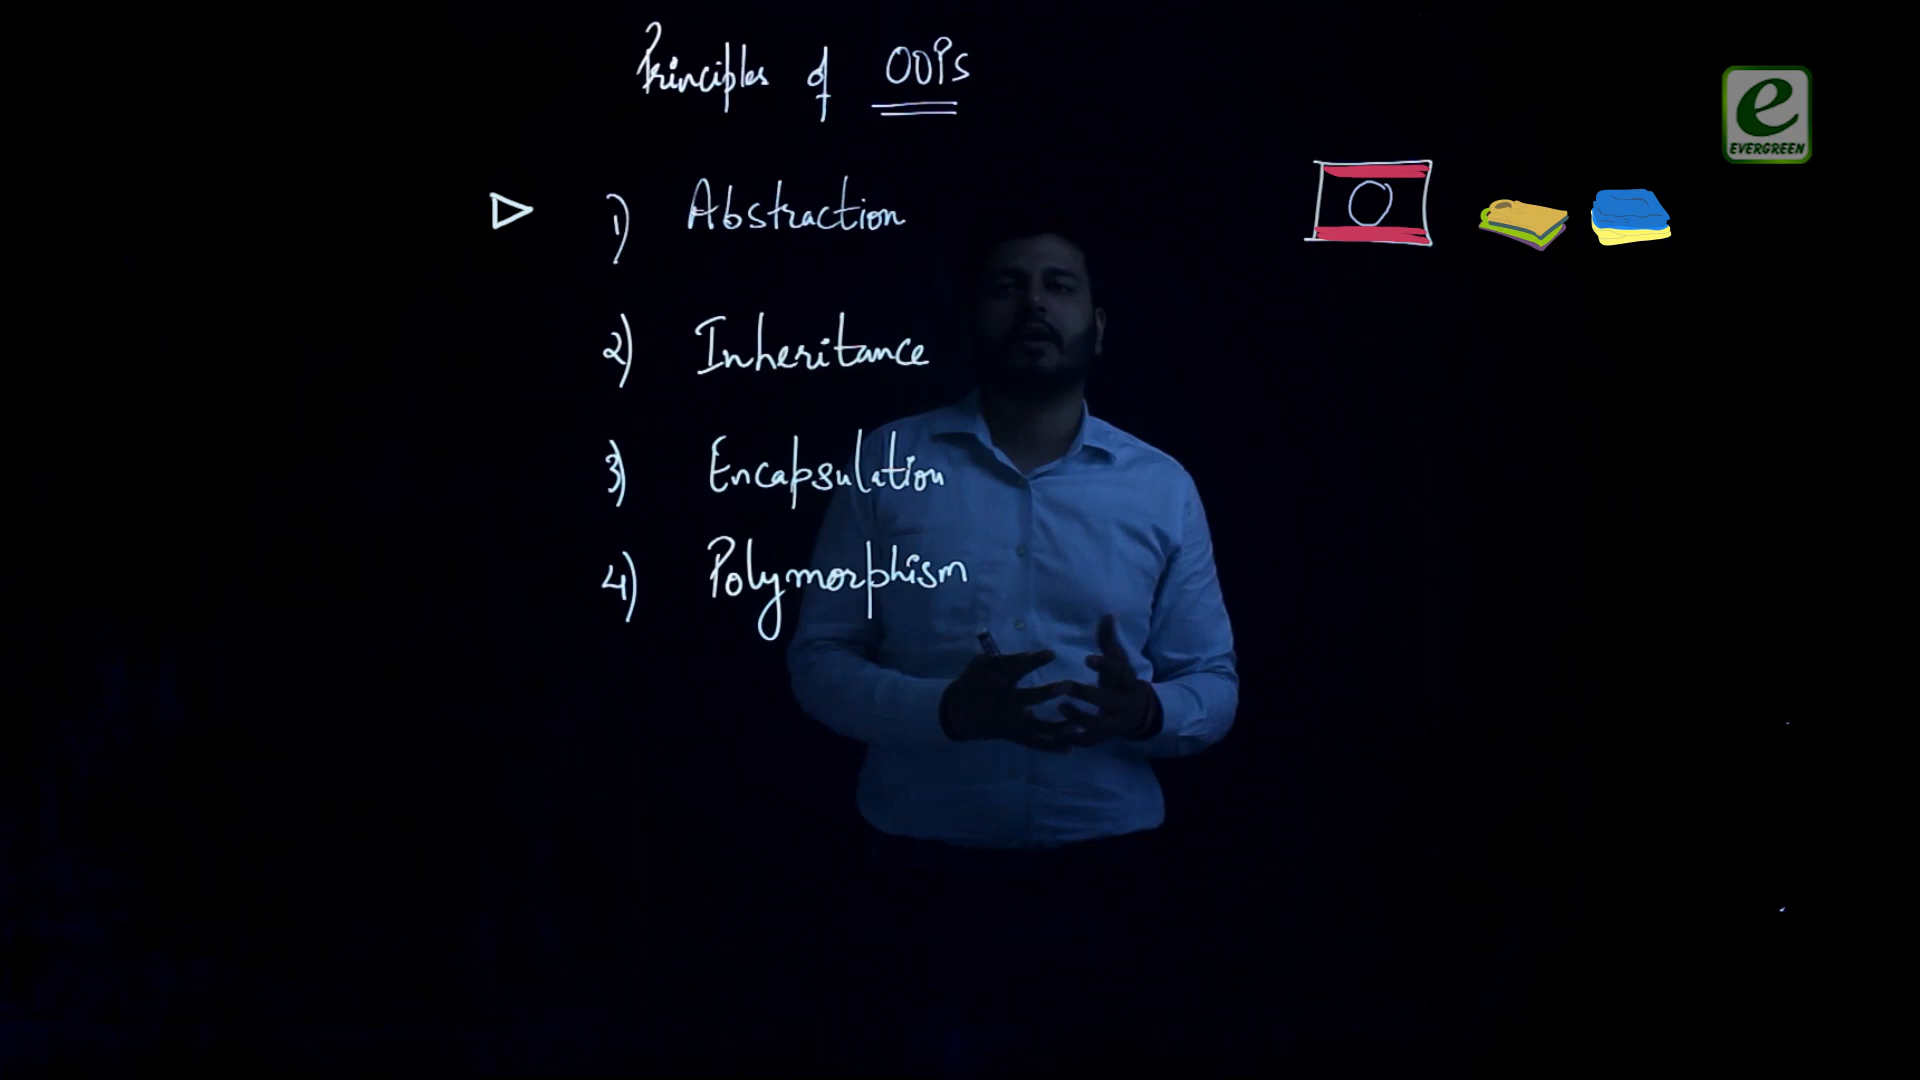 Principles of OOPs
1) Abstraction
2) Inheritance
3) Encapsulation
4) Polymorphism
e
EVERGREEN